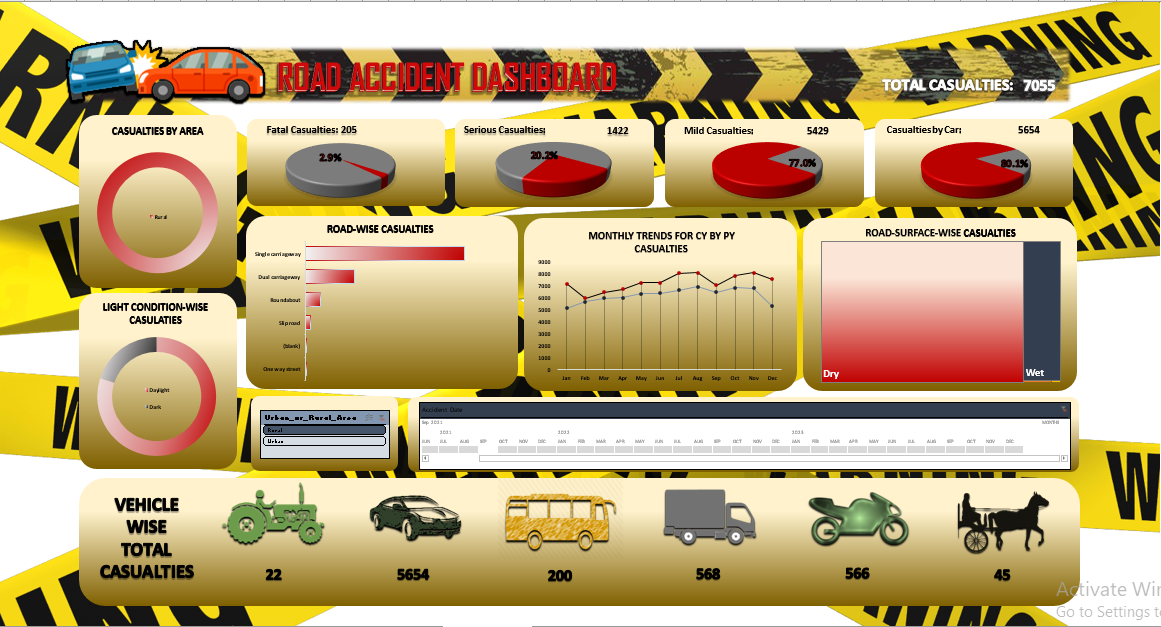 ROAD ACCIDENT DASHBOARD
TOTAL CASUALTIES: 7055
CASUALTIES BY AREA
Rural
Fatal Casualties: 205
2.9%
Serious Casualties; 1422
20.2%
Mild Casualties; 5429
77.0%
Casualties by Car; 5654
80.1%
ROAD-WISE CASUALTIES
Single carriageway
Dual carriageway
Roundabout
Slip road
(blank)
One way street
MONTHLY TRENDS FOR CY BY PY
CASUALTIES
9000
8000
7000
6000
5000
4000
3000
2000
1000
0
Jan Feb Mar Apr May Jun Jul Aug Sep Oct Nov Dec
ROAD-SURFACE-WISE CASUALTIES
Dry
Wet
LIGHT CONDITION-WISE
CASULATIES
Daylight
Dark
Urban_or_Rural_Area
Rural
Urban
Accident Date
Sep 2021 MONTHS
2021 2022 2023
JUN JUL AUG SEP OCT NOV DEC JAN FEB MAR APR MAY JUN JUL AUG SEP OCT NOV DEC JAN FEB MAR APR MAY JUN JUL AUG SEP OCT NOV DEC
VEHICLE
WISE
TOTAL
CASUALTIES
22
5654
200
568
566
45
WARNING
Activate Win
Go to Settings to